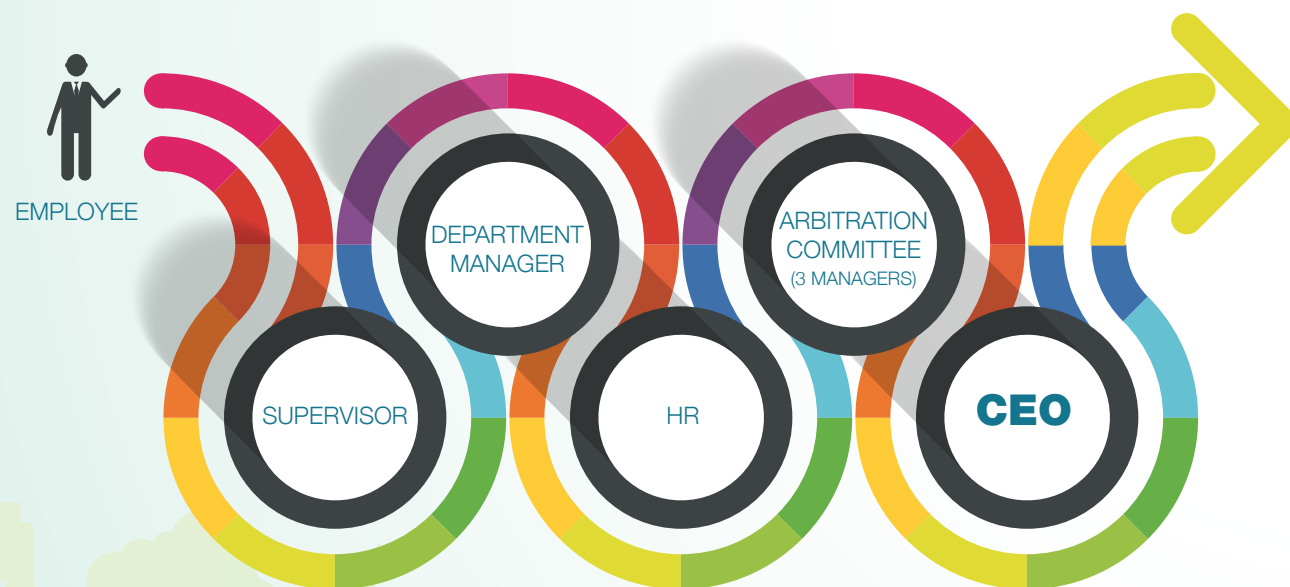 EMPLOYEE
SUPERVISOR
DEPARTMENT
MANAGER
HR
ARBITRATION
COMMITTEE
(3 MANAGERS)
CEO